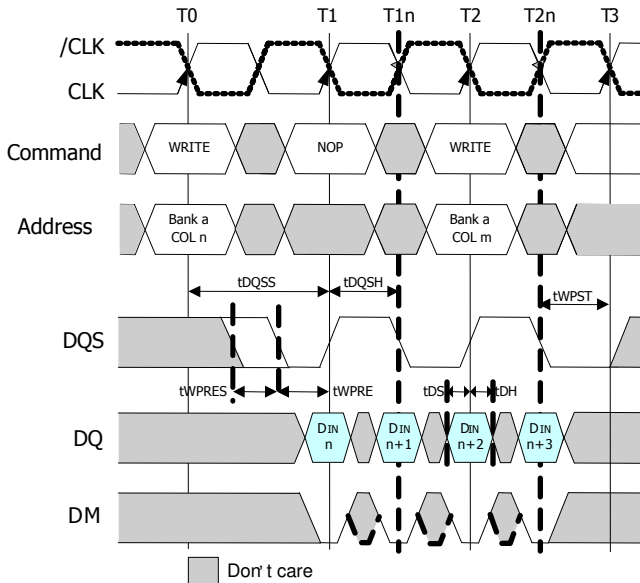 T0 T1 T1n T2 T2n T3
/CLK
CLK
Command WRITE NOP WRITE
Address Bank a COL n Bank a COL m
tDQSS tDQSH tWPST
DQS
tWPRES tWPRE tDS tDH
DQ DIN n DIN n+1 DIN n+2 DIN n+3
DM
Don't care